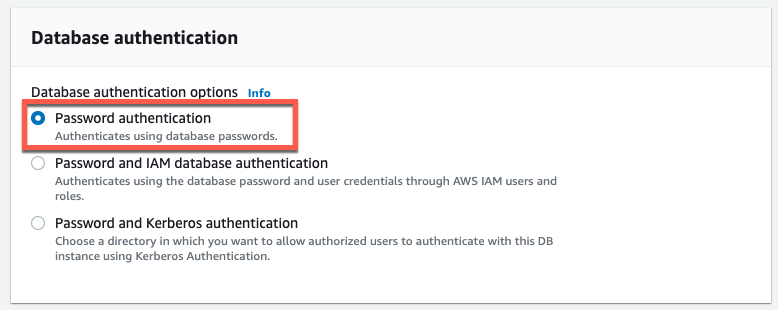 Database authentication
Database authentication options Info
Password authentication
Authenticates using database passwords.
Password and IAM database authentication
Authenticates using the database password and user credentials through AWS IAM users and
roles.
Password and Kerberos authentication
Choose a directory in which you want to allow authorized users to authenticate with this DB
instance using Kerberos Authentication.